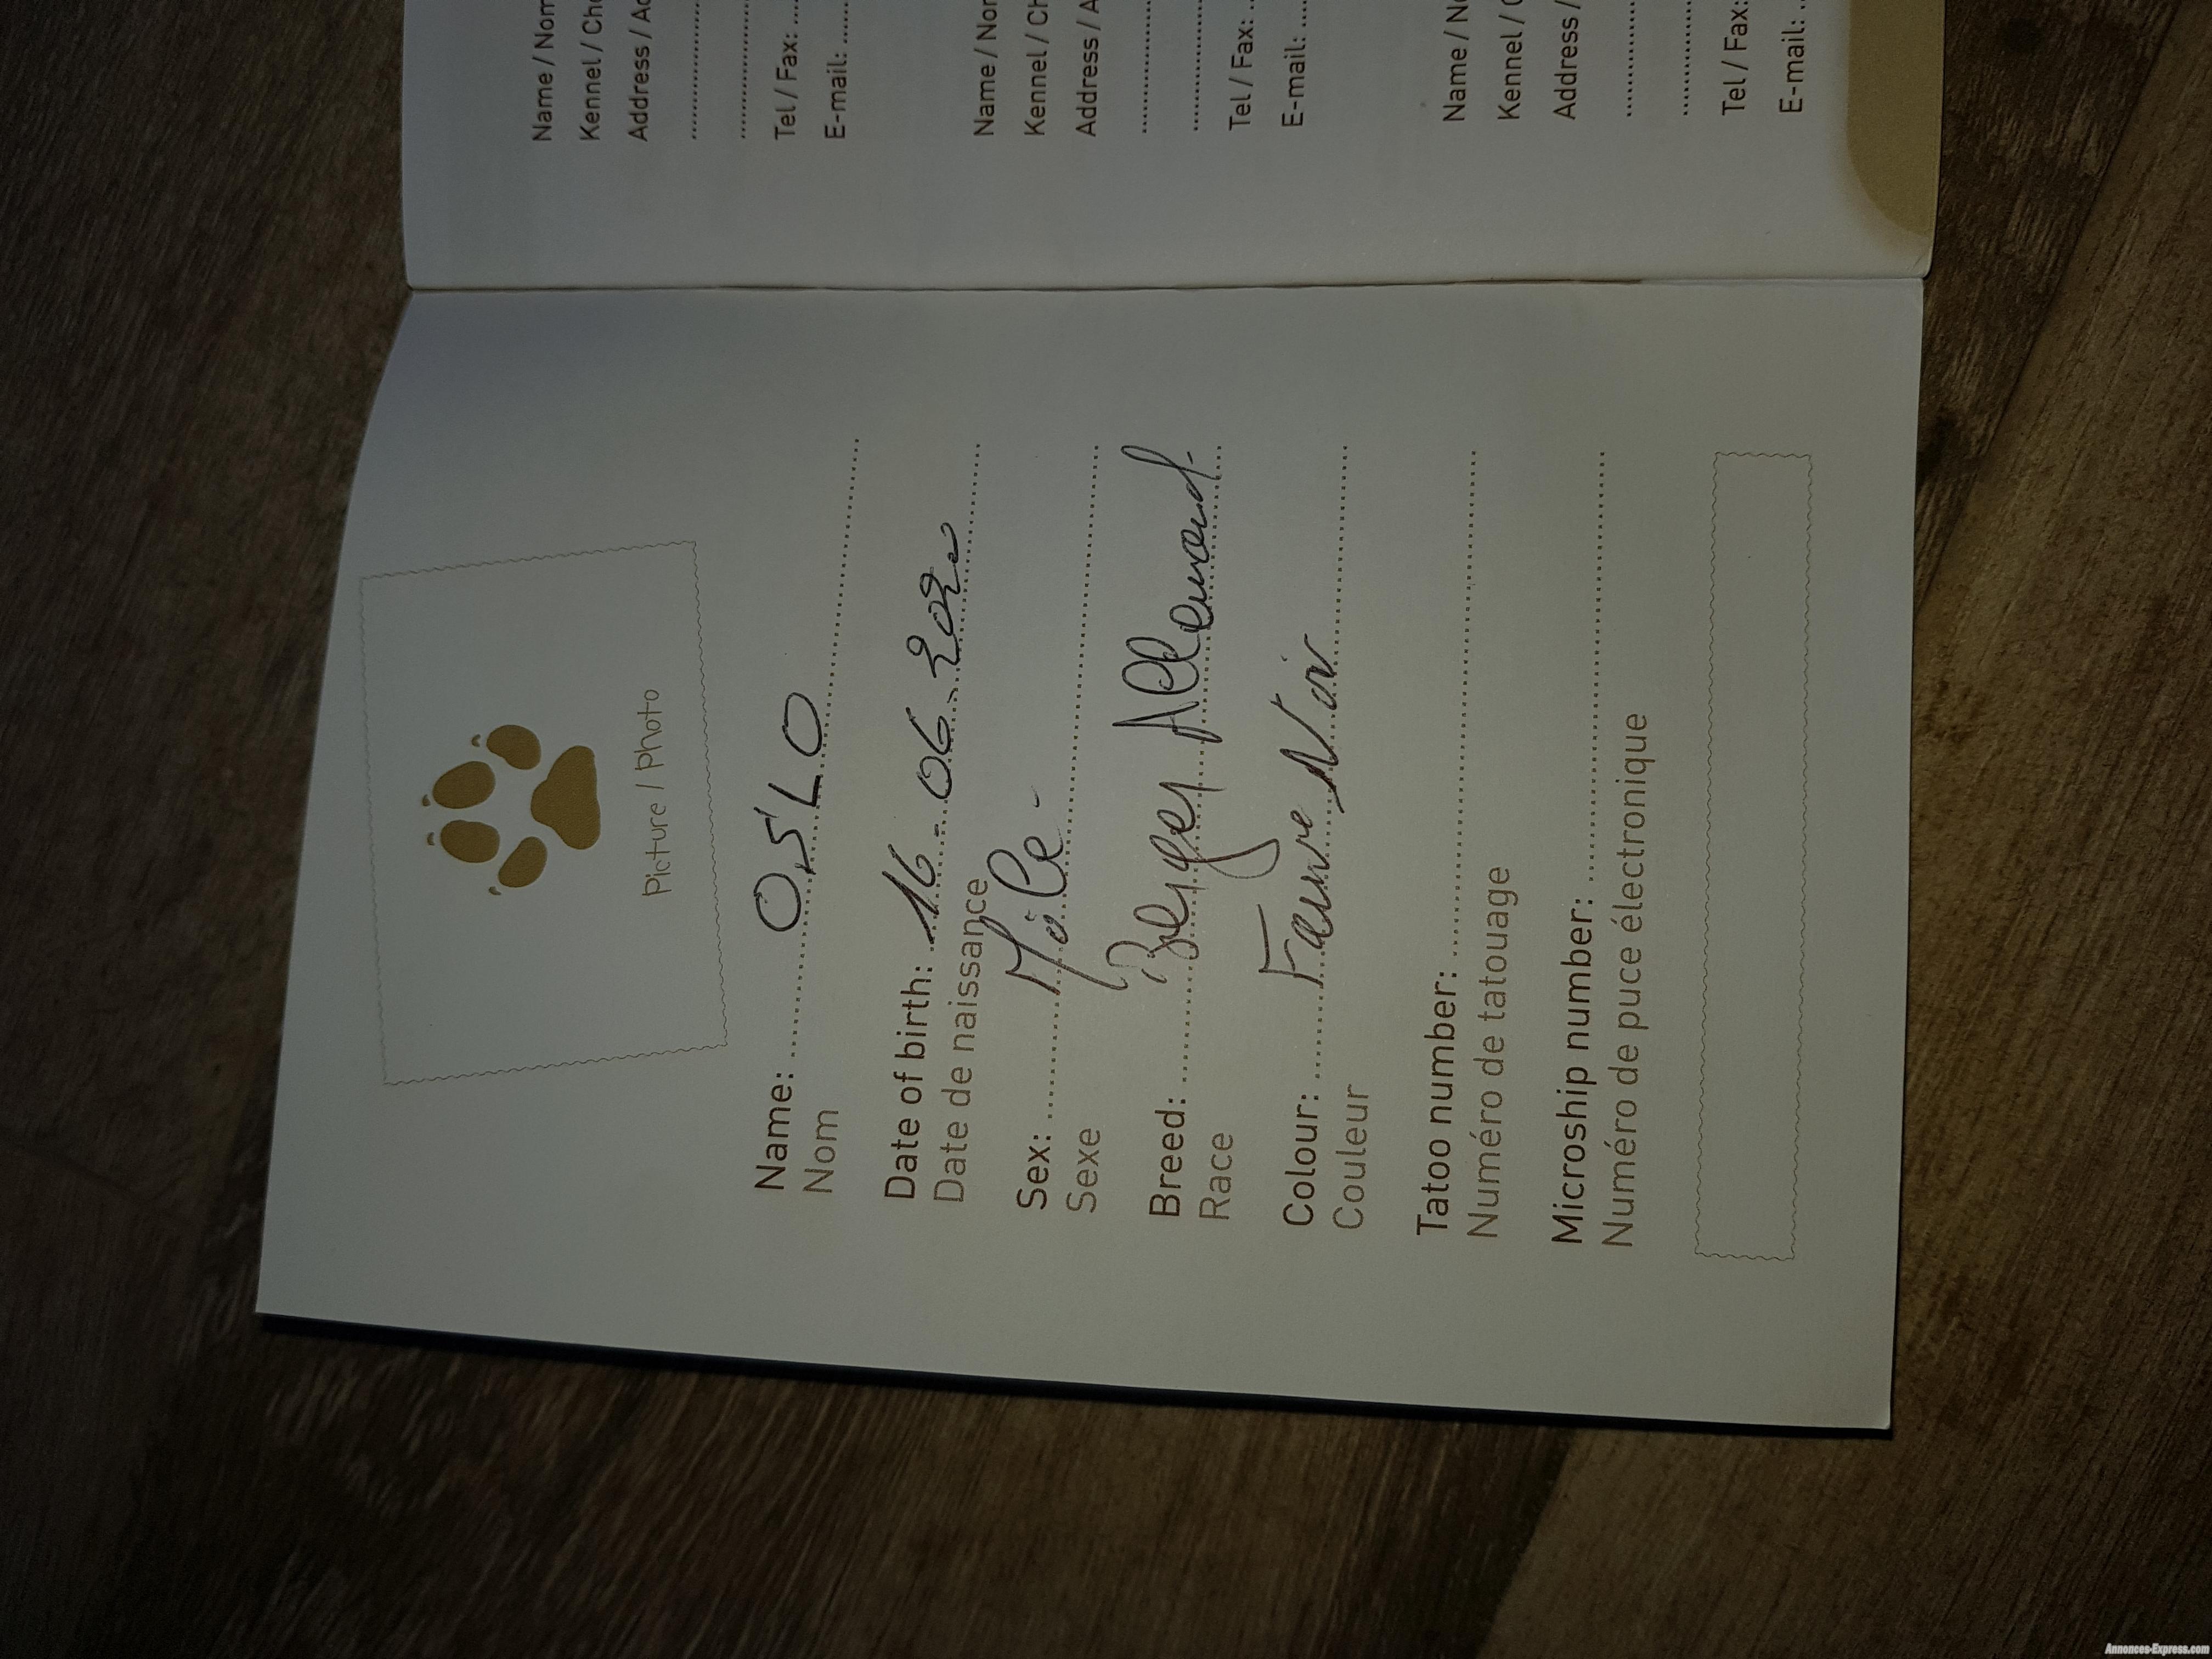 Picture / Photo
Name: OSLO
Nom
Date of birth: 16-06-2022
Date de naissance
Sex: Mâle-
Sexe
Breed: Berger Allemand.
Race
Colour: Fauve Noir
Couleur
Tatoo number:
Numéro de tatouage
Microship number:
Numéro de puce électronique
Name / Nom
Kennel /
Address /
Tel / Fax:
E-mail:
Name / Nom
Kennel /
Address /
Tel / Fax:
E-mail:
Name /
Kennel /
Address /
Tel / Fax:
E-mail:
Annonces-Express.com